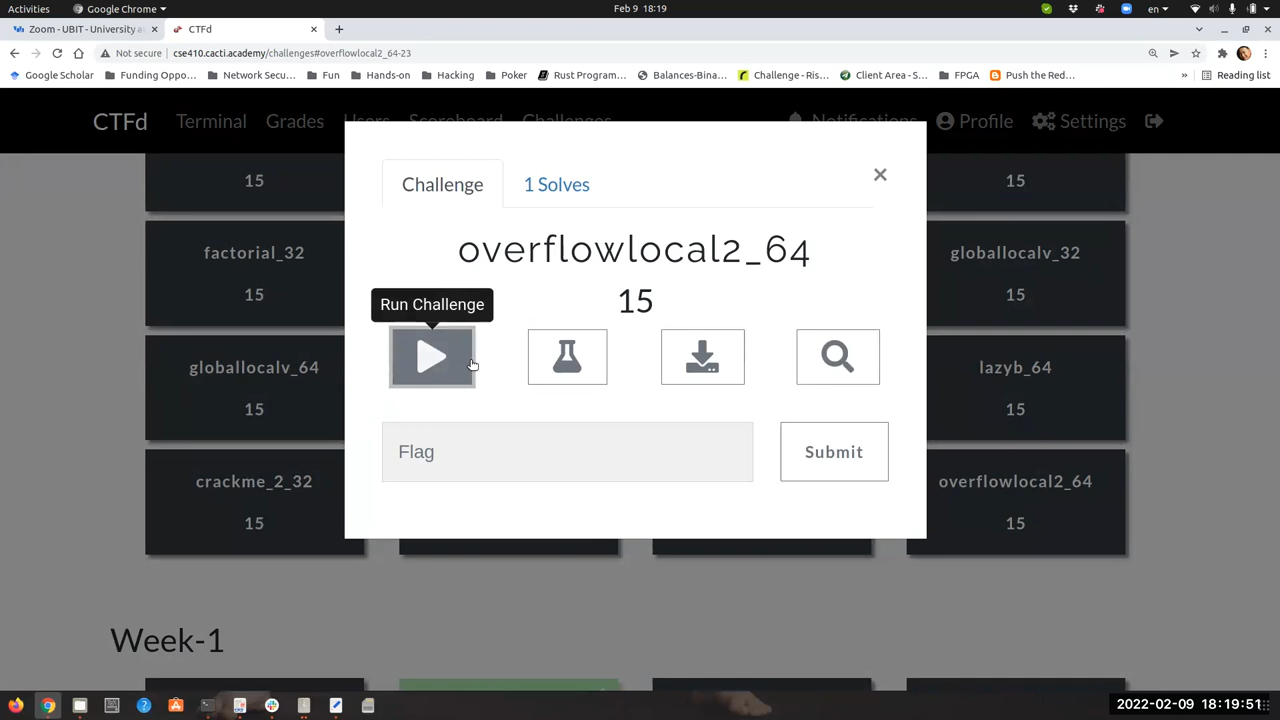 Activities Google Chrome Feb 9 18:19 en
Zoom - UBIT - University a CTFd
Not secure cse410.cacti.academy/challenges#overflowlocal2_64-23
Google Scholar Funding Oppo... Network Secu... Fun Hands-on Hacking Poker Rust Program... Balances-Bina... Challenge - Ris... Client Area - S... FPGA Push the Red... » Reading list
CTFd Terminal Grades Users Scoreboard Challenges Notifications Profile Settings
Challenge 1 Solves ×
15 15
overflowlocal2_64
factorial_32 globallocalv_32
15 15
Run Challenge 15
globallocalv_64 lazyb_64
15 15
Flag Submit
crackme_2_32 overflowlocal2_64
15 15
Week-1
2022-02-09 18:19:51